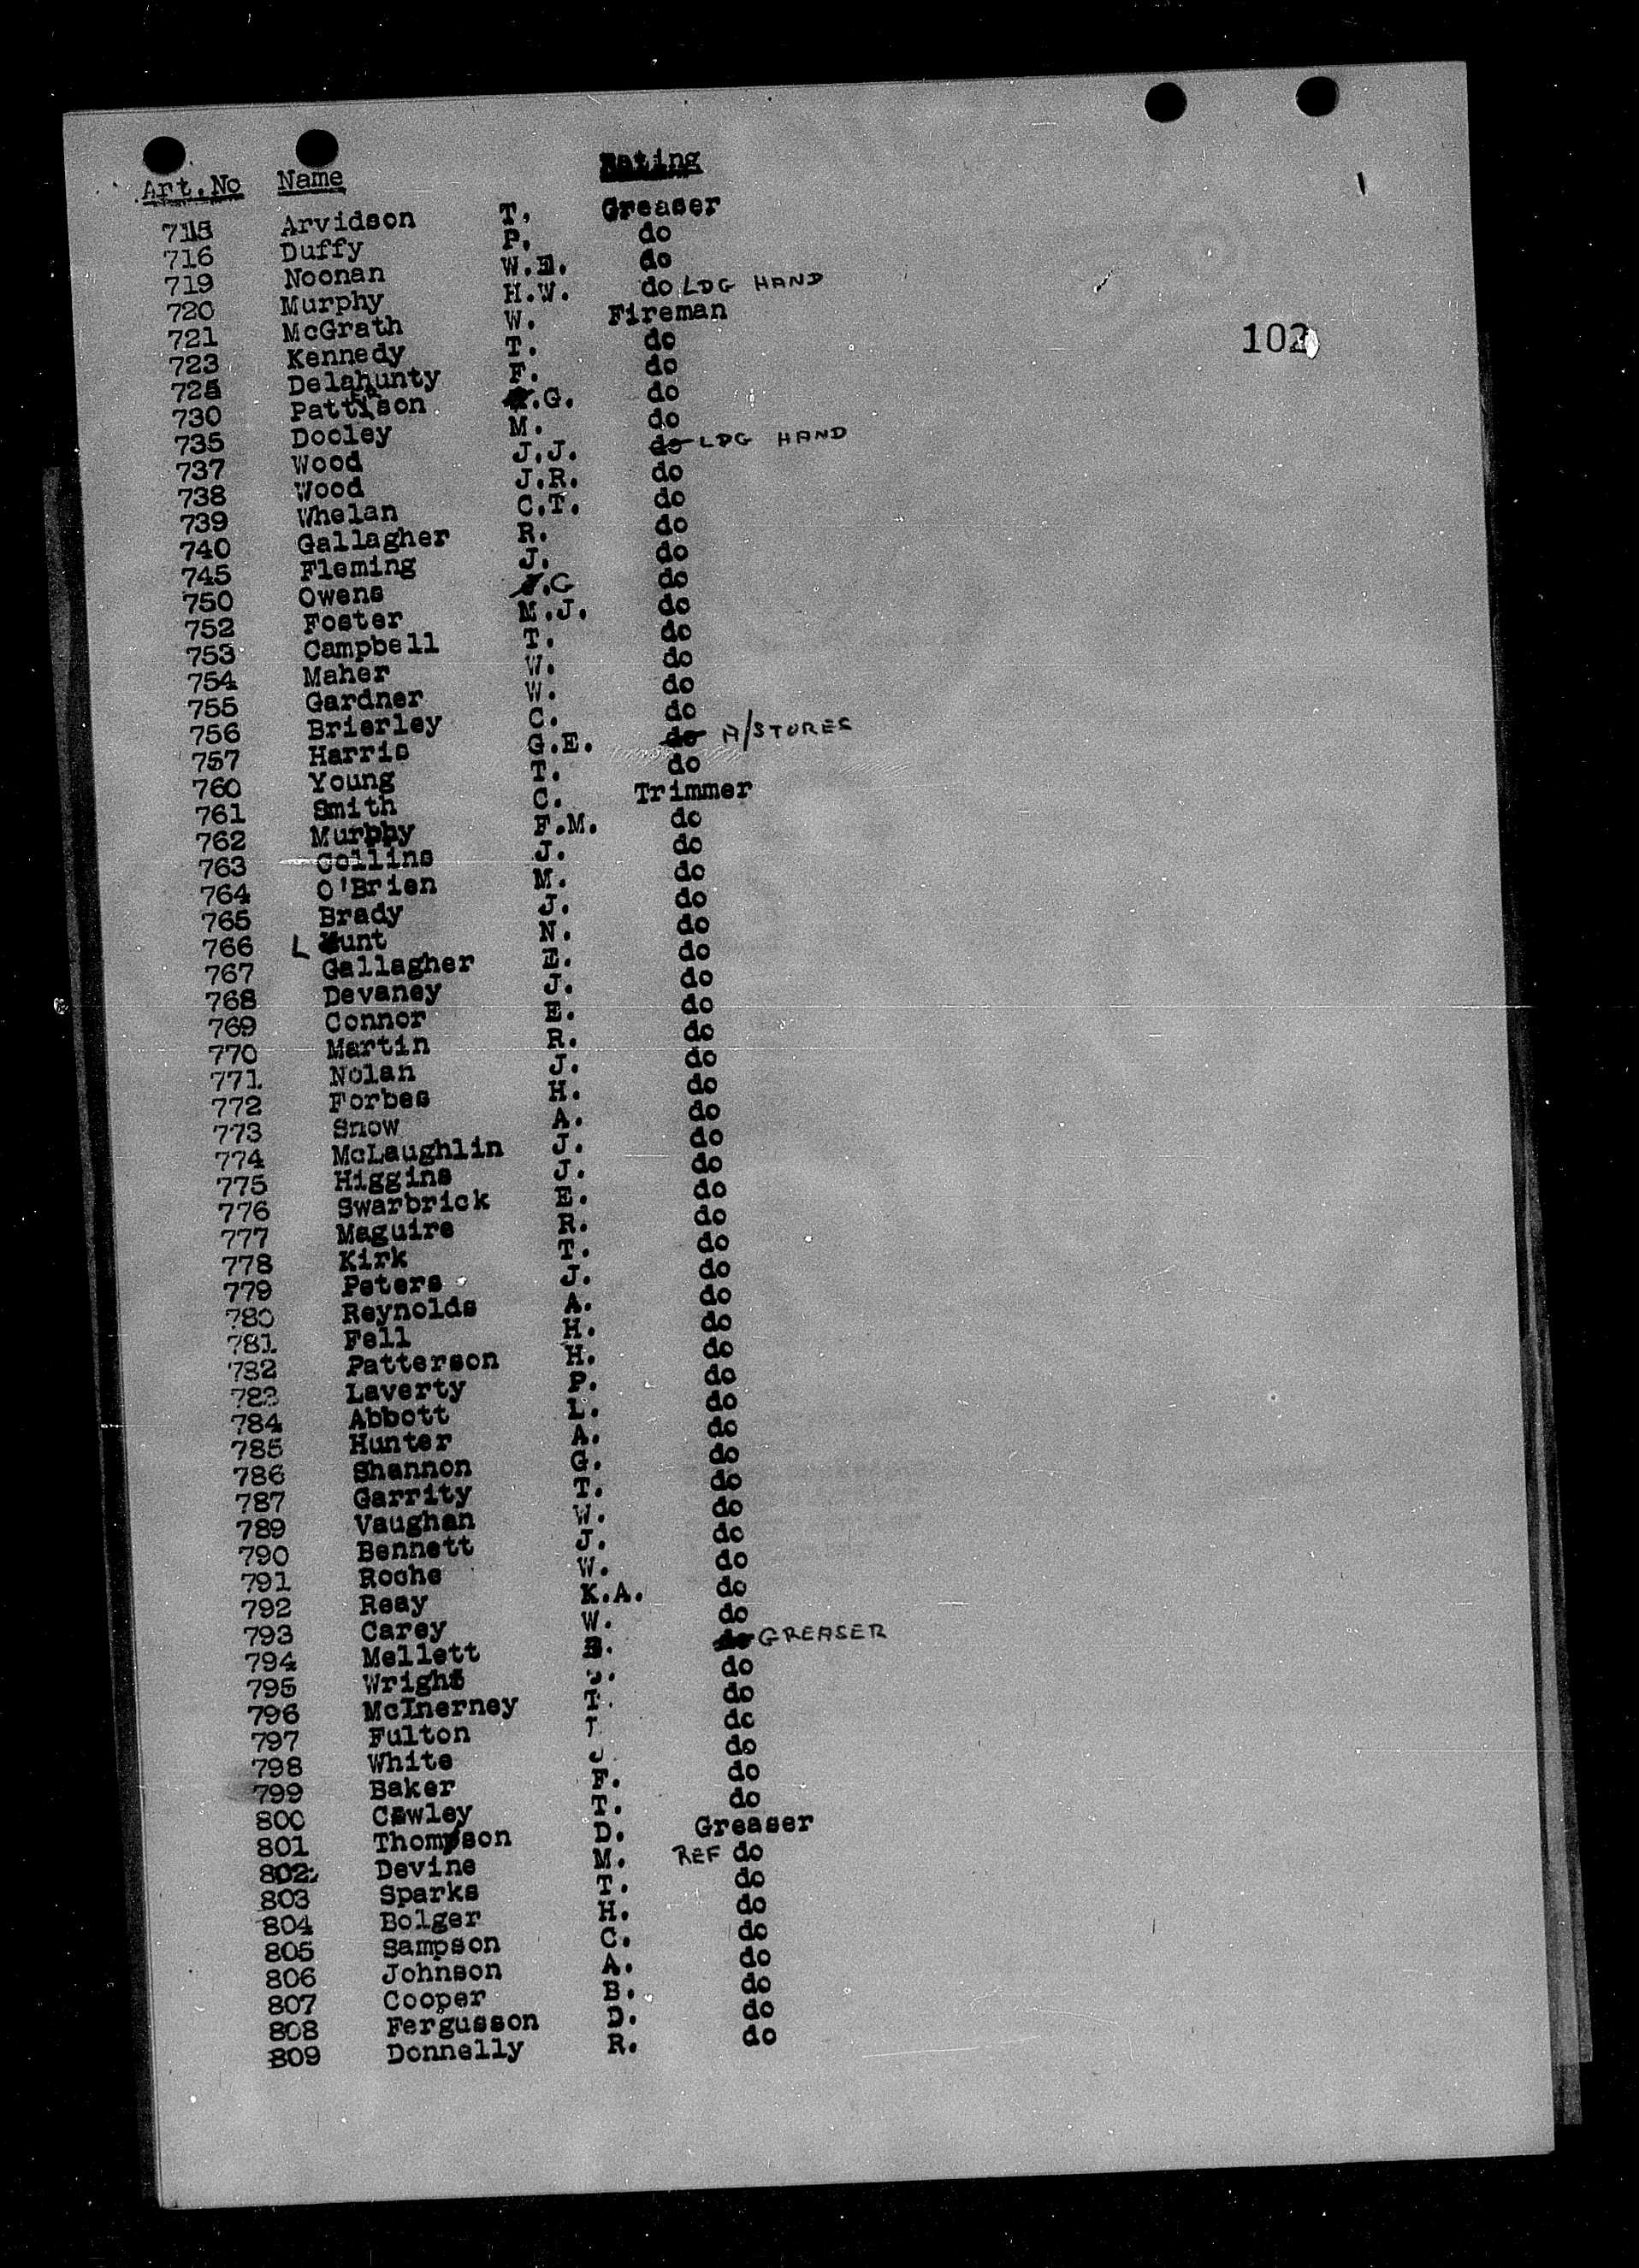 Art.No Name Rating
715 Arvidson T. Greaser
716 Duffy P. do
719 Noonan W.E. do
720 Murphy H.W. do LDG HAND
721 McGrath W. Fireman
102
723 Kennedy T. do
725 Delahunty F. do
730 Pattison .G. do
735 Dooley M. do
737 Wood J.J. do LDG HAND
738 Wood J.R. do
739 Whelan C.T. do
740 Gallagher R. do
745 Fleming J. do
750 Owens J.G do
752 Foster M.J. do
753 Campbell T. do
754 Maher W. do
755 Gardner W. do
756 Brierley C. do
757 Harris G.E. do A/STORES
760 Young T. do
761 Smith C. Trimmer
762 Murphy F.M. do
763 Collins J. do
764 O'Brien M. do
765 Brady J. do
766 L Hunt N. do
767 Gallagher E. do
768 Devaney J. do
769 Connor E. do
770 Martin R. do
771 Nolan J. do
772 Forbes H. do
773 Snow A. do
774 McLaughlin J. do
775 Higgins J. do
776 Swarbrick E. do
777 Maguire R. do
778 Kirk T. do
779 Peters J. do
780 Reynolds A. do
781 Fell H. do
782 Patterson H. do
783 Laverty P. do
784 Abbott L. do
785 Hunter A. do
786 Shannon G. do
787 Garrity T. do
789 Vaughan W. do
790 Bennett J. do
791 Roche W. do
792 Reay K.A. do
793 Carey W. do
794 Mellett B. do GREASER
795 Wright do
796 McInerney T. do
797 Fulton T do
798 White J do
799 Baker F. do
800 Cawley T. do
801 Thompson D. Greaser
802 Devine M. REF do
803 Sparks T. do
804 Bolger H. do
805 Sampson C. do
806 Johnson A. do
807 Cooper B. do
808 Fergusson D. do
809 Donnelly R. do